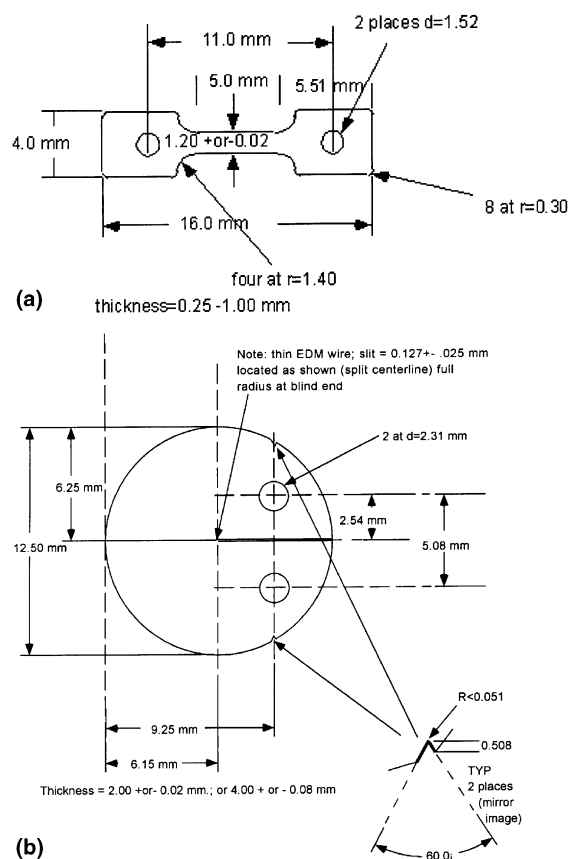 2 places d=1.52
11.0 mm
5.0 mm
5.51 mm
4.0 mm
1.20 +or-0.02
16.0 mm
8 at r=0.30
four at r=1.40
(a)
thickness=0.25 -1.00 mm
Note: thin EDM wire; slit = 0.127+- .025 mm
located as shown (split centerline) full
radius at blind end
2 at d=2.31 mm
6.25 mm
2.54 mm
12.50 mm
5.08 mm
R<0.051
9.25 mm
0.508
6.15 mm
TYP
2 places
(mirror
image)
Thickness = 2.00 +or- 0.02 mm.; or 4.00 + or - 0.08 mm
(b)
60.0¡